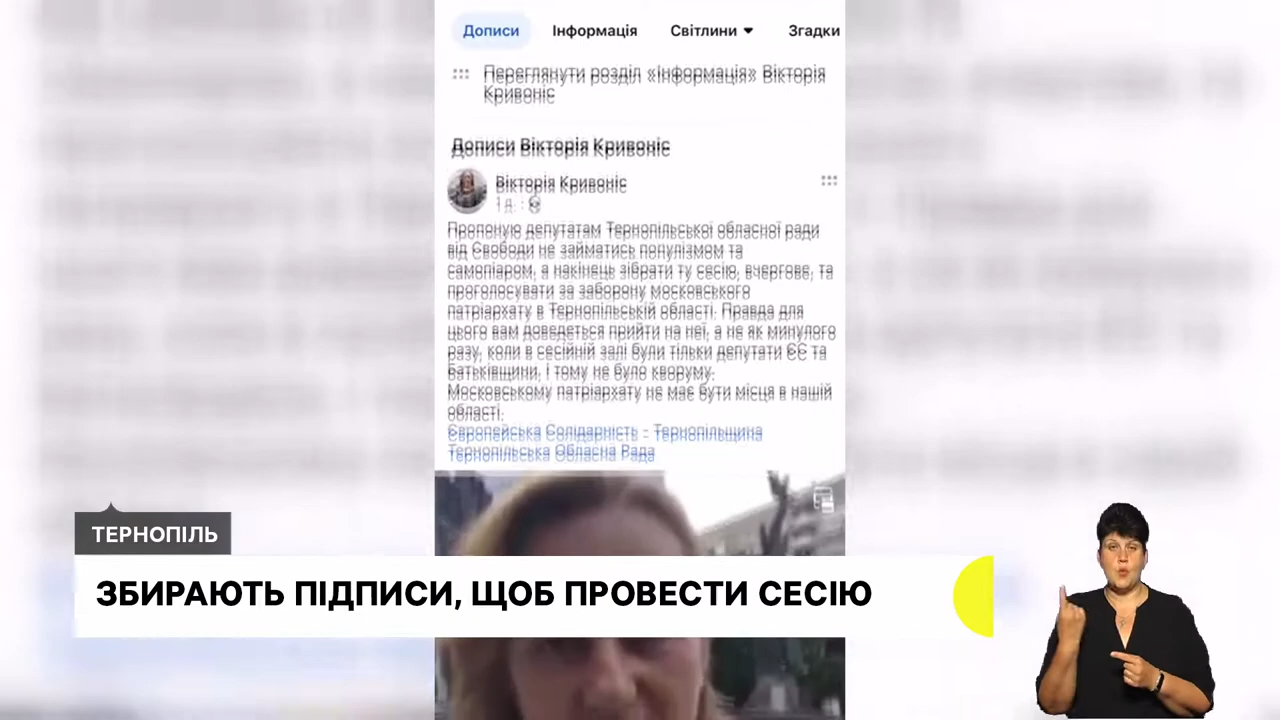 Дописи Інформація Світлини Згадки
Переглянути розділ «Інформація» Вікторія
Кривоніс
Дописи Вікторія Кривоніс
Вікторія Кривоніс
1 д.
Пропоную депутатам Тернопільської обласної ради
від Свободи не займатись популізмом та
самопіаром, а накінець зібрати ту сесію, вчергове, та
проголосувати за заборону московського
патріархату в Тернопільській області. Правда для
цього вам доведеться прийти на неї, а не як минулого
разу, коли в сесійній залі були тільки депутати ЄС та
Батьківщини, і тому не було кворуму.
Московському патріархату не має бути місця в нашій
області.
Європейська Солідарність - Тернопільщина
Тернопільська Обласна Рада
ТЕРНОПІЛЬ
ЗБИРАЮТЬ ПІДПИСИ, ЩОБ ПРОВЕСТИ СЕСІЮ